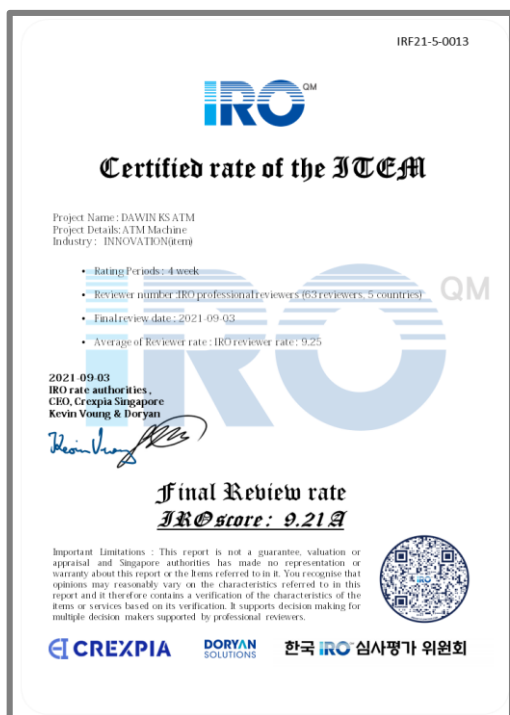 IRF21-5-0013
IRO QM
Certified rate of the ITEM
Project Name : DAWIN KS ATM
Project Details: ATM Machine
Industry : INNOVATION(item)
• Rating Periods : 4 week
• Reviewer number :IRO professional reviewers (63 reviewers, 5 countries)
• Final review date : 2021-09-03
• Average of Reviewer rate : IRO reviewer rate : 9.25
IRO QM
2021-09-03
IRO rate authorities ,
CEO, Crexpia Singapore
Kevin Voung & Doryan
Final Review rate
IRO score : 9.21 A
Important Limitations : This report is not a guarantee, valuation or
appraisal and Singapore authorities has made no representation or
warranty about this report or the Items referred to in it. You recognise that
opinions may reasonably vary on the characteristics referred to in this
report and it therefore contains a verification of the characteristics of the
items or services based on its verification. It supports decision making for
multiple decision makers supported by professional reviewers.
IRO
CREXPIA
DORYAN
SOLUTIONS
한국 IRO 심사평가 위원회